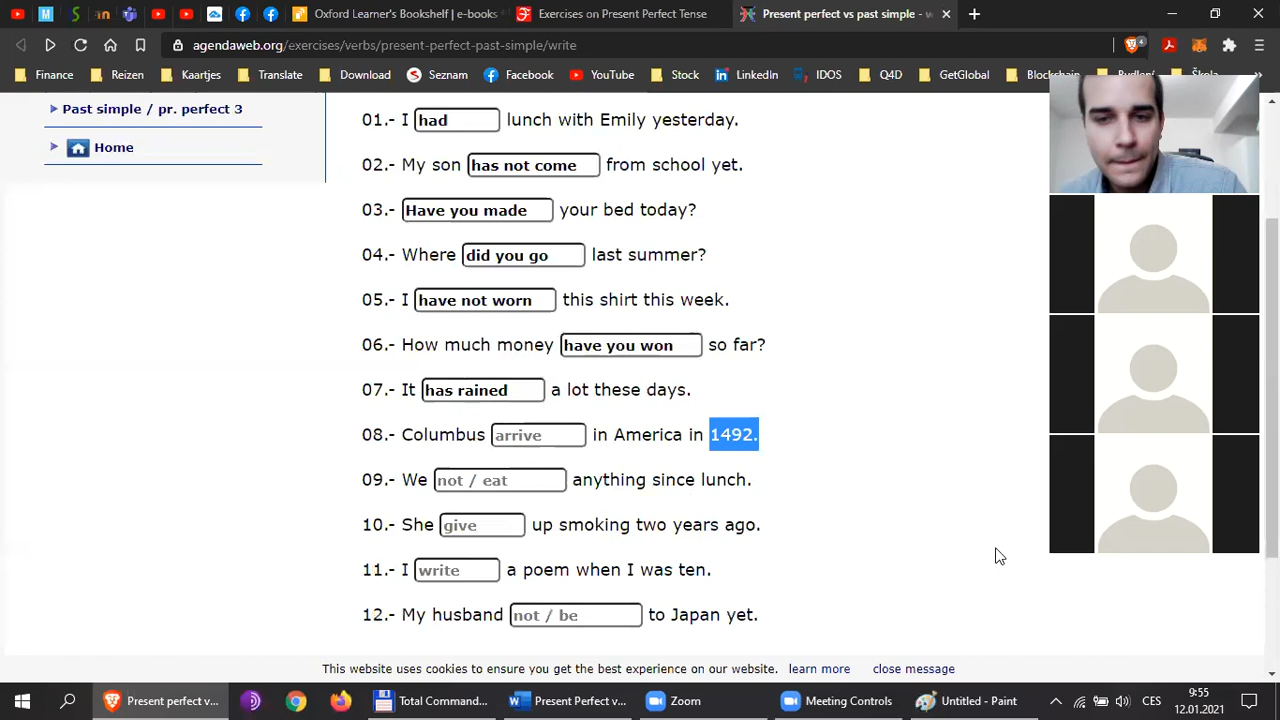 Oxford Learner's Bookshelf | e-books
Exercises on Present Perfect Tense
Present perfect vs past simple - w
agendaweb.org/exercises/verbs/present-perfect-past-simple/write
4
Finance Reizen Kaartjes Translate Download Seznam Facebook YouTube Stock LinkedIn IDOS Q4D GetGlobal Blockchain
Past simple / pr. perfect 3
Home
01.- I had lunch with Emily yesterday.
02.- My son has not come from school yet.
03.- Have you made your bed today?
04.- Where did you go last summer?
05.- I have not worn this shirt this week.
06.- How much money have you won so far?
07.- It has rained a lot these days.
08.- Columbus arrive in America in 1492.
09.- We not / eat anything since lunch.
10.- She give up smoking two years ago.
11.- I write a poem when I was ten.
12.- My husband not / be to Japan yet.
This website uses cookies to ensure you get the best experience on our website. learn more close message
Present perfect v...
Total Comman...
Present Perfect v...
Zoom
Meeting Controls
Untitled - Paint
CES
9:55
12.01.2021